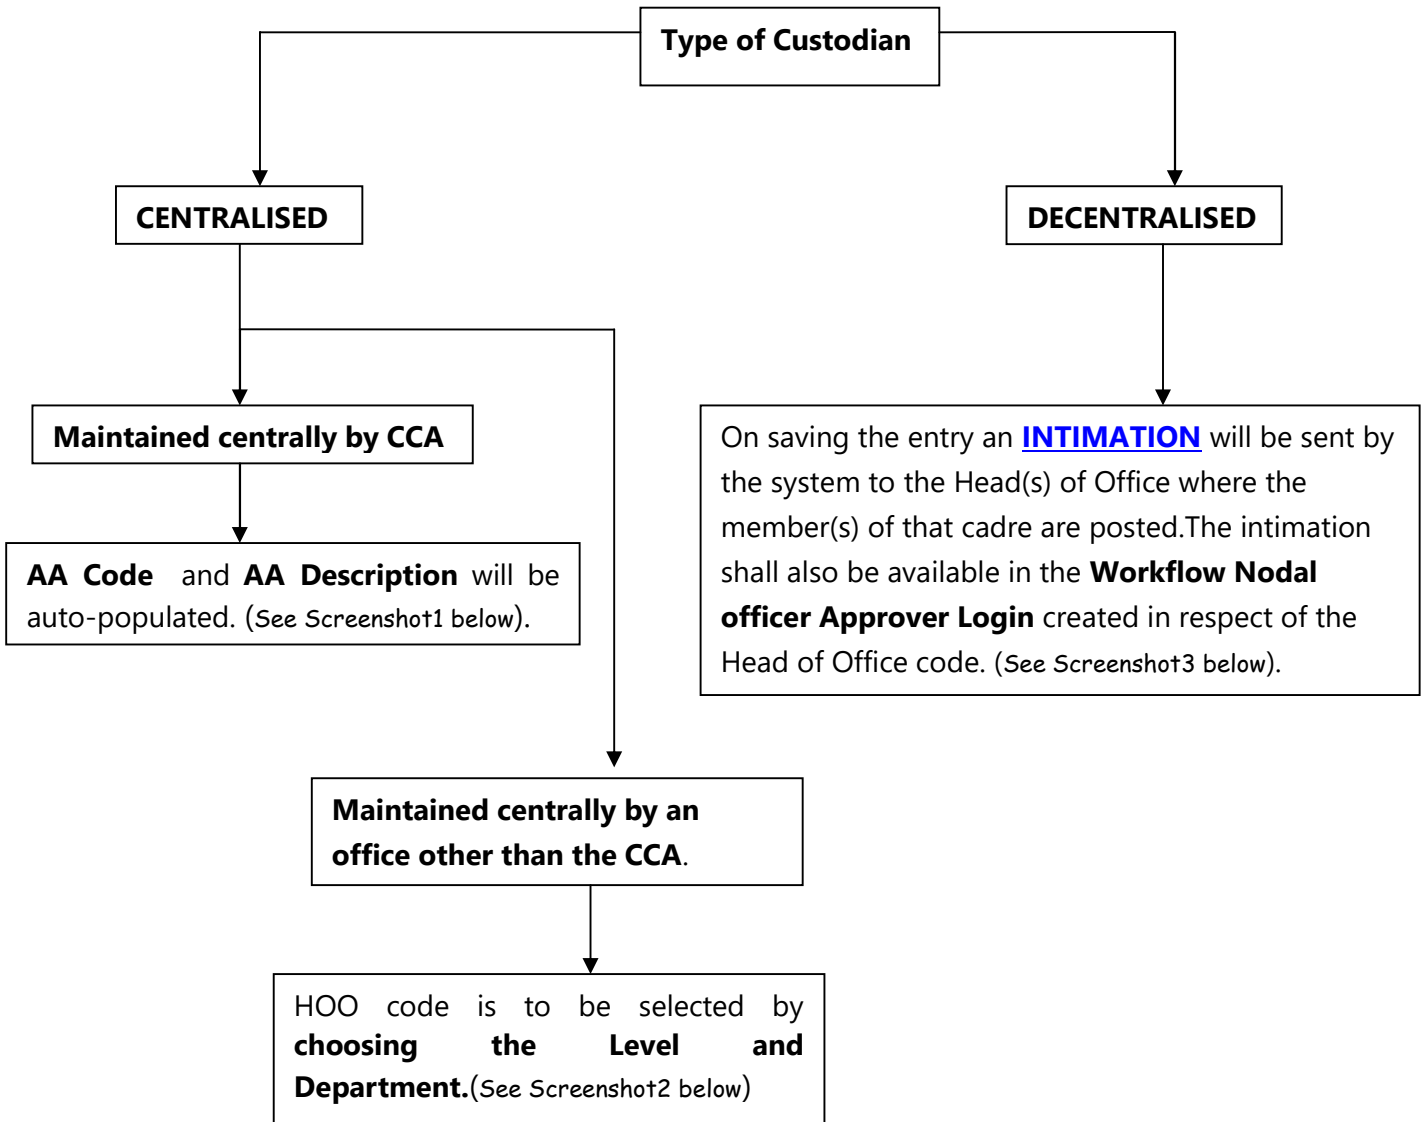 Type of Custodian
CENTRALISED
DECENTRALISED
Maintained centrally by CCA
AA Code and AA Description will be
auto-populated. (See Screenshot1 below).
On saving the entry an INTIMATION will be sent by
the system to the Head(s) of Office where the
member(s) of that cadre are posted.The intimation
shall also be available in the Workflow Nodal
officer Approver Login created in respect of the
Head of Office code. (See Screenshot3 below).
Maintained centrally by an
office other than the CCA.
HOO code is to be selected by
choosing the Level and
Department.(See Screenshot2 below)